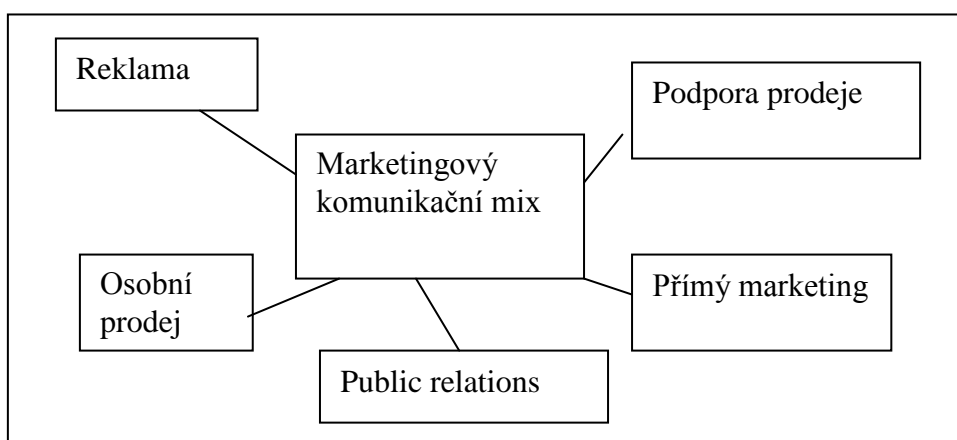 Reklama
Podpora prodeje
Marketingový
komunikační mix
Osobní
prodej
Přímý marketing
Public relations